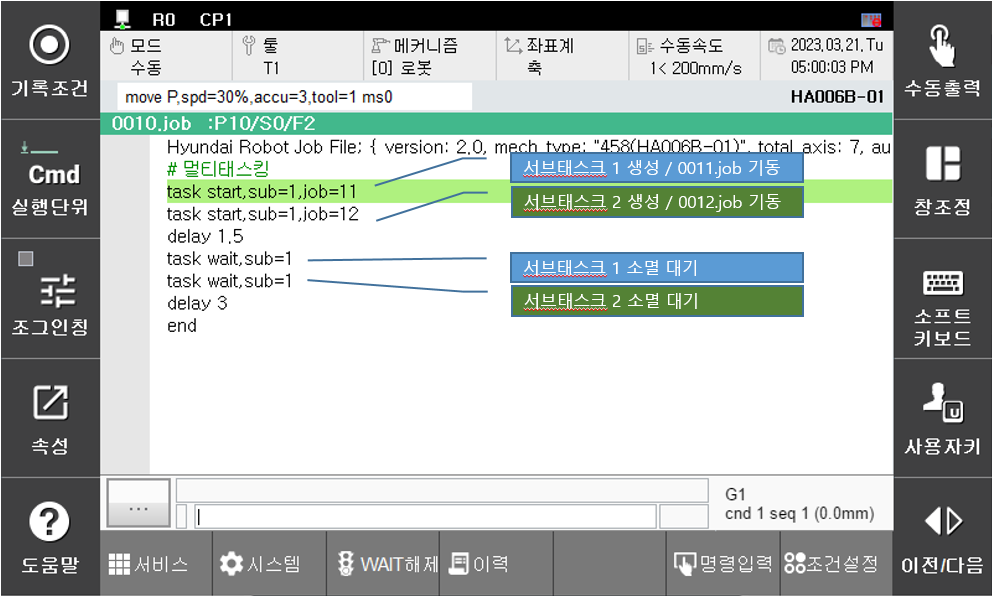 R0 CP1
기록조건
모드
수동
툴
T1
메커니즘
[0] 로봇
좌표계
축
수동속도
1< 200mm/s
2023.03.21. Tu
05:00:03 PM
수동출력
move P,spd=30%,accu=3,tool=1 ms0
HA006B-01
0010.job :P10/S0/F2
Hyundai Robot Job File; { version: 2.0, mech_type: "458(HA006B-01)", total_axis: 7, au
# 멀티태스킹
task start,sub=1,job=11
서브태스크 1 생성 / 0011.job 기동
task start,sub=1,job=12
서브태스크 2 생성 / 0012.job 기동
delay 1.5
task wait,sub=1
서브태스크 1 소멸 대기
task wait,sub=1
서브태스크 2 소멸 대기
delay 3
end
Cmd
실행단위
조그인칭
속성
도움말
창조정
소프트
키보드
사용자키
U
이전/다음
...
G1
cnd 1 seq 1 (0.0mm)
서비스
시스템
WAIT해제
이력
명령입력
조건설정